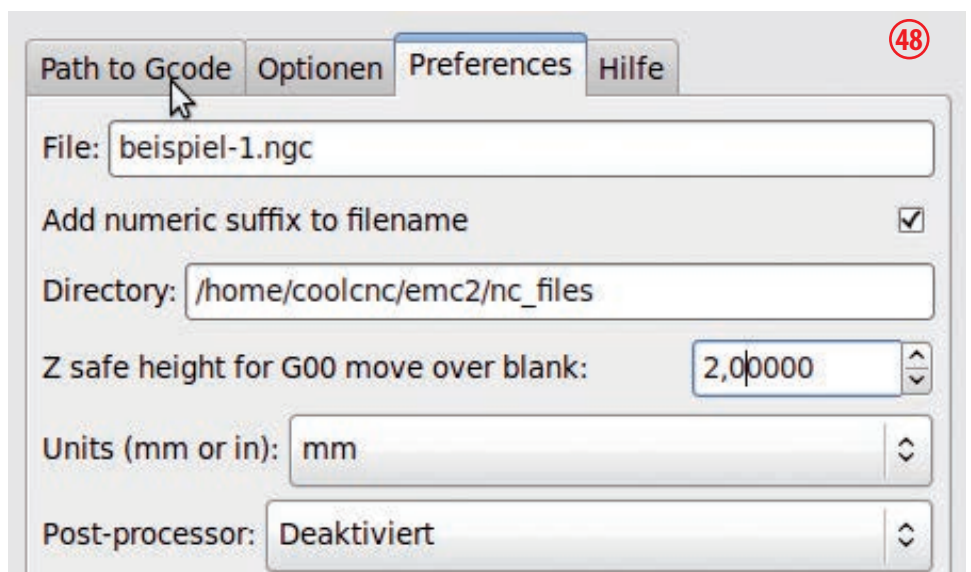 48
Path to Gcode Optionen Preferences Hilfe
File: beispiel-1.ngc
Add numeric suffix to filename
Directory: /home/coolcnc/emc2/nc_files
Z safe height for G00 move over blank: 2,00000
Units (mm or in): mm
Post-processor: Deaktiviert